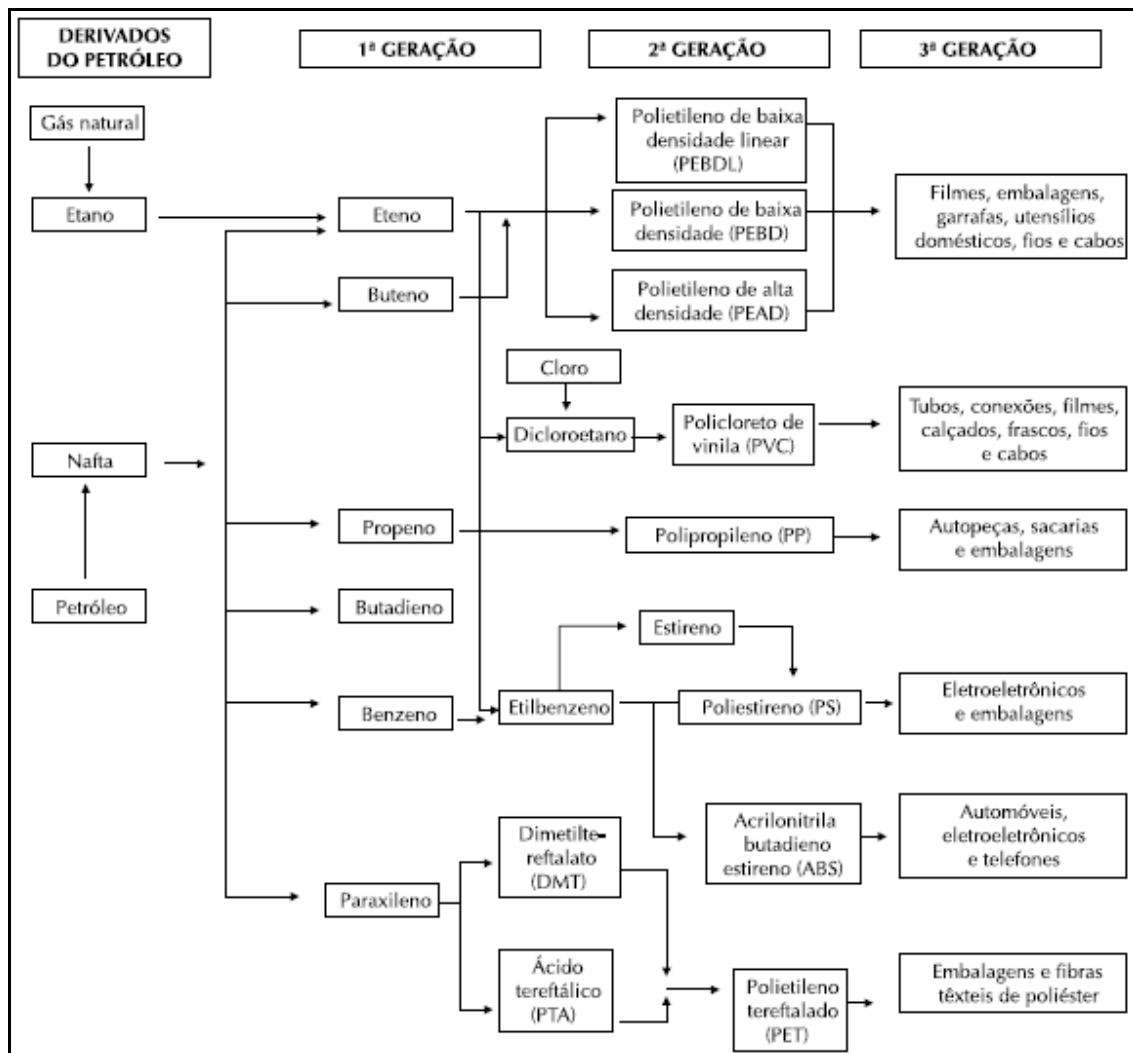 DERIVADOS
DO PETRÓLEO
1ª GERAÇÃO
2ª GERAÇÃO
3ª GERAÇÃO
Gás natural
Etano
Nafta
Petróleo
Eteno
Buteno
Propeno
Butadieno
Benzeno
Paraxileno
Cloro
Dicloroetano
Etilbenzeno
Dimetilte-
reftalato
(DMT)
Ácido
tereftálico
(PTA)
Polietileno de baixa
densidade linear
(PEBDL)
Polietileno de baixa
densidade (PEBD)
Polietileno de alta
densidade (PEAD)
Policloreto de
vinila (PVC)
Polipropileno (PP)
Estireno
Poliestireno (PS)
Acrilonitrila
butadieno
estireno (ABS)
Polietileno
tereftalado
(PET)
Filmes, embalagens,
garrafas, utensílios
domésticos, fios e cabos
Tubos, conexões, filmes,
calçados, frascos, fios
e cabos
Autopeças, sacarias
e embalagens
Eletroeletrônicos
e embalagens
Automóveis,
eletroeletrônicos
e telefones
Embalagens e fibras
têxteis de poliéster